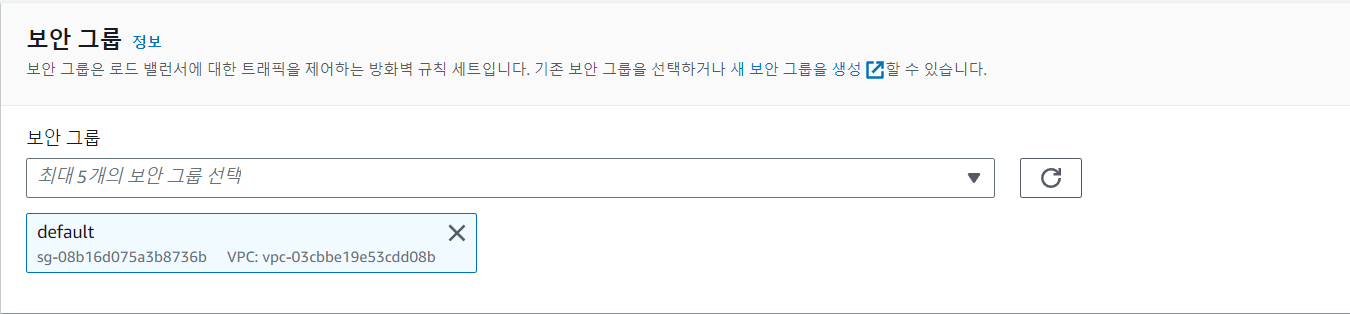 보안 그룹 정보
보안 그룹은 로드 밸런서에 대한 트래픽을 제어하는 방화벽 규칙 세트입니다. 기존 보안 그룹을 선택하거나 새 보안 그룹을 생성 할 수 있습니다.
보안 그룹
최대 5개의 보안 그룹 선택
default
sg-08b16d075a3b8736b VPC: vpc-03cbbe19e53cdd08b